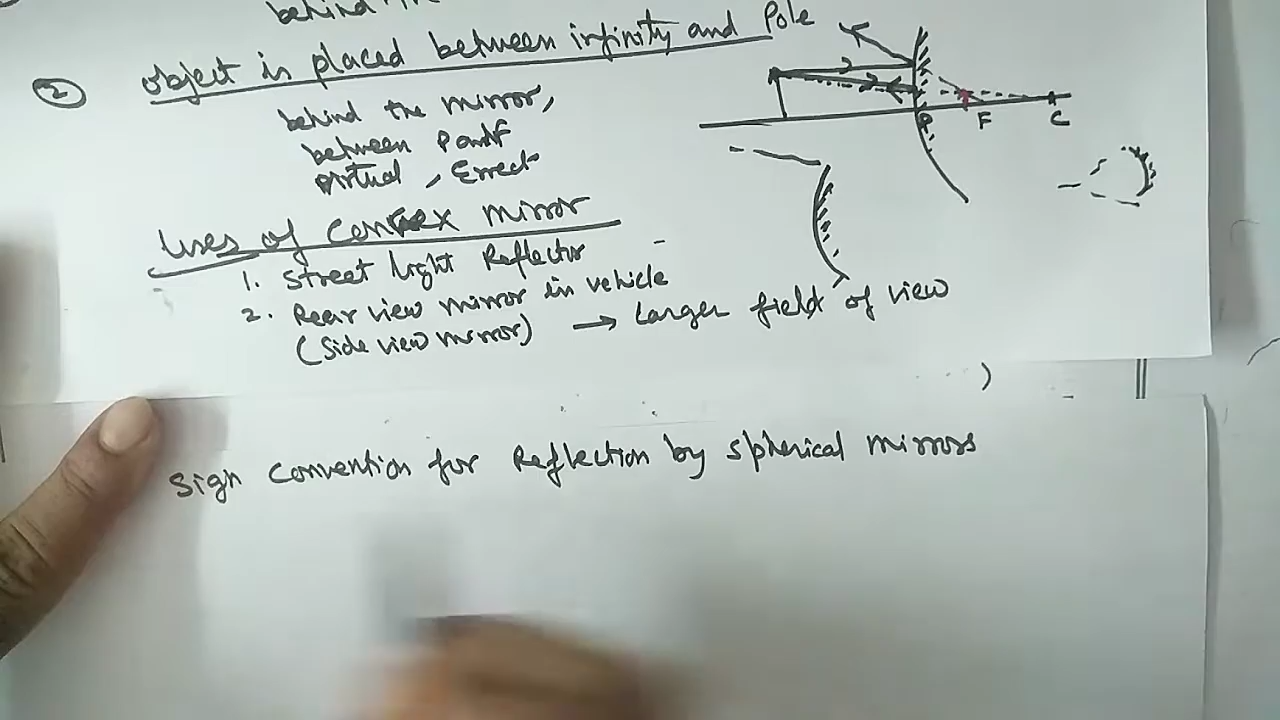 behind the
2 object is placed between infinity and Pole
behind the mirror,
between P and F
virtual, Erect
P F C
Uses of Convex mirror
1. Street light Reflector
2. Rear view mirror in vehicle
(Side view mirror) → Larger field of view
Sign Convention for Reflection by Spherical mirrors